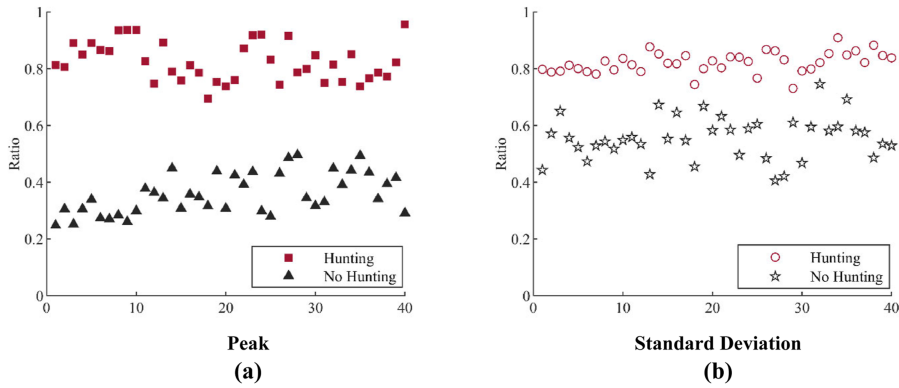 1
0.8
0.6
0.4
0.2
0
Ratio
0 10 20 30 40
Hunting
No Hunting
Peak
(a)
1
0.8
0.6
0.4
0.2
0
Ratio
0 10 20 30 40
Hunting
No Hunting
Standard Deviation
(b)